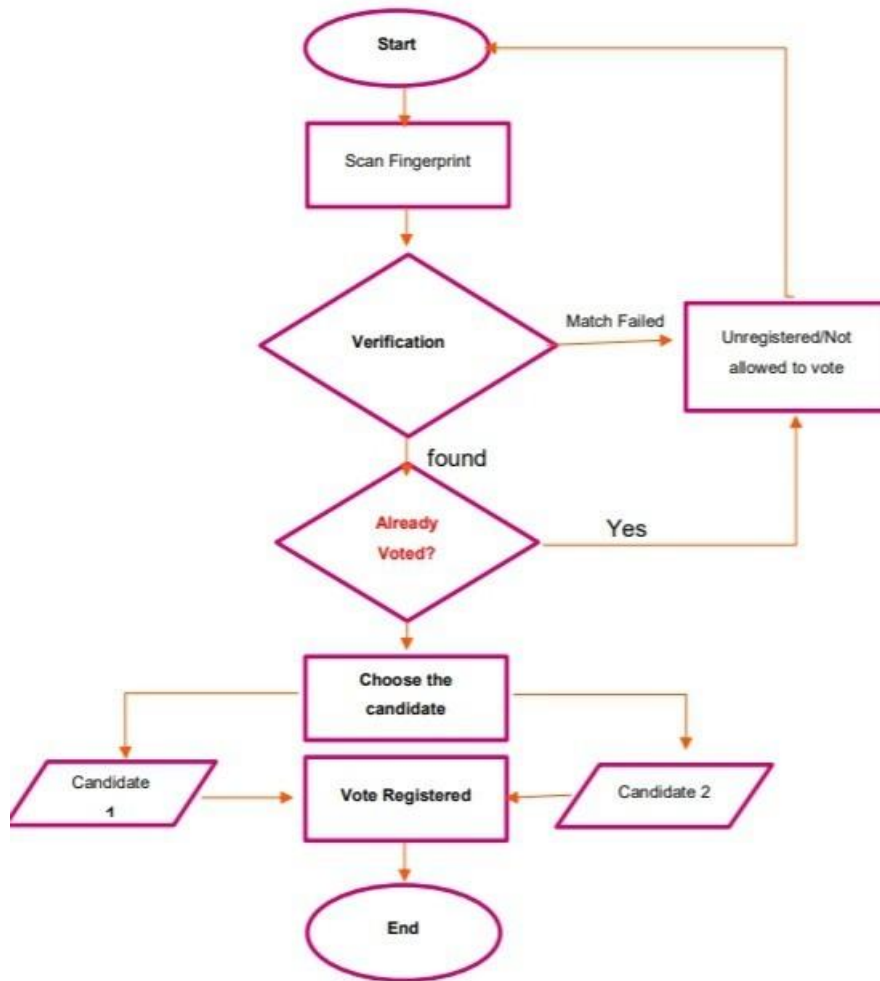 Start
Scan Fingerprint
Verification
Match Failed
Unregistered/Not
allowed to vote
found
Already
Voted?
Yes
Choose the
candidate
Candidate
1
Vote Registered
Candidate 2
End